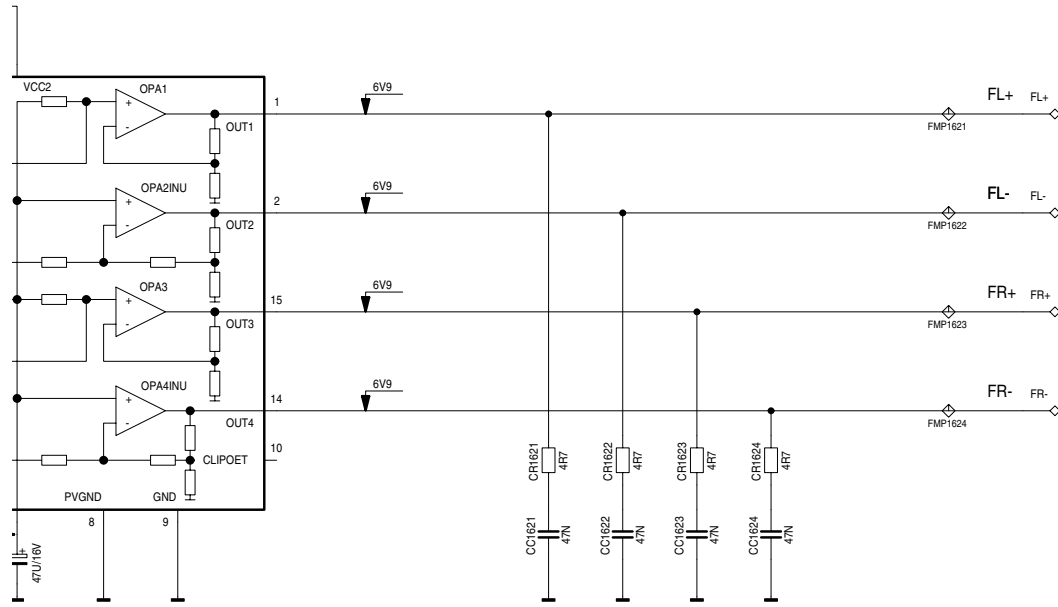 VCC2
OPA1
1
OUT1
6V9
FMP1621
FL+
FL+
OPA2INU
2
OUT2
6V9
FMP1622
FL-
FL-
OPA3
15
OUT3
6V9
FMP1623
FR+
FR+
OPA4INU
14
OUT4
6V9
FMP1624
FR-
FR-
CLIPOET
10
PVGND
GND
8
9
47U/16V
CR1621
4R7
CR1622
4R7
CR1623
4R7
CR1624
4R7
CC1621
47N
CC1622
47N
CC1623
47N
CC1624
47N